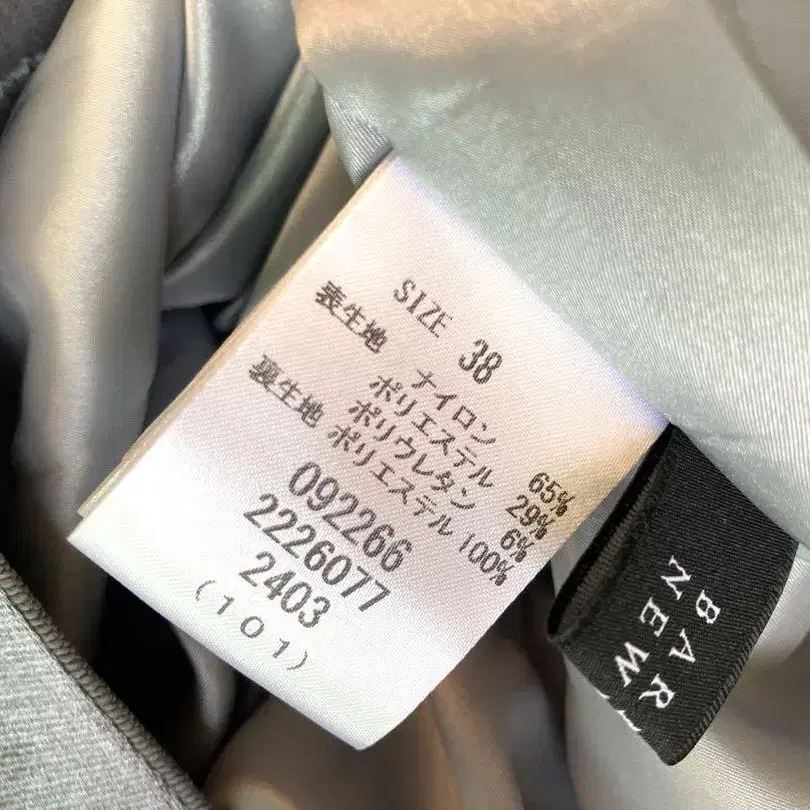 SIZE 38
表生地 ナイロン 65%
ポリエステル 29%
ポリウレタン 6%
裏生地 ポリエステル 100%
092266
2226077
2403
(101)
BAR
NEW